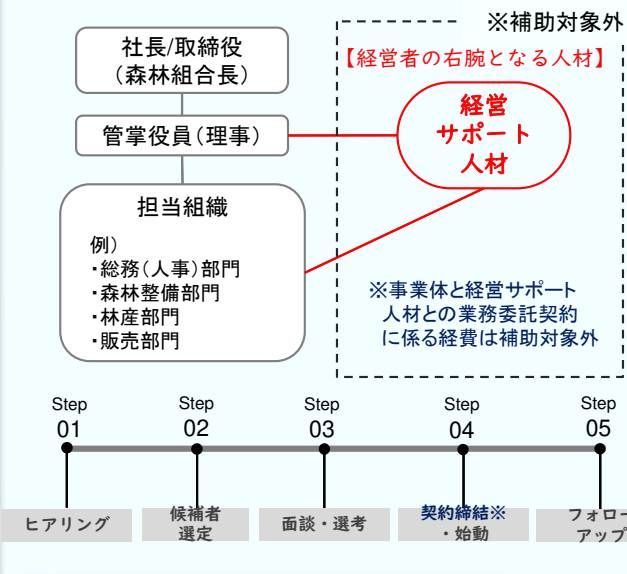 ※補助対象外
社長/取締役
（森林組合長）
【経営者の右腕となる人材】
経営
サポート
人材
管掌役員（理事）
担当組織
例）
・総務（人事）部門
・森林整備部門
・林産部門
・販売部門
※事業体と経営サポート
人材との業務委託契約
に係る経費は補助対象外
Step
01
Step
02
Step
03
Step
04
Step
05
ヒアリング
候補者
選定
面談・選考
契約締結※
・始動
フォロー
アップ